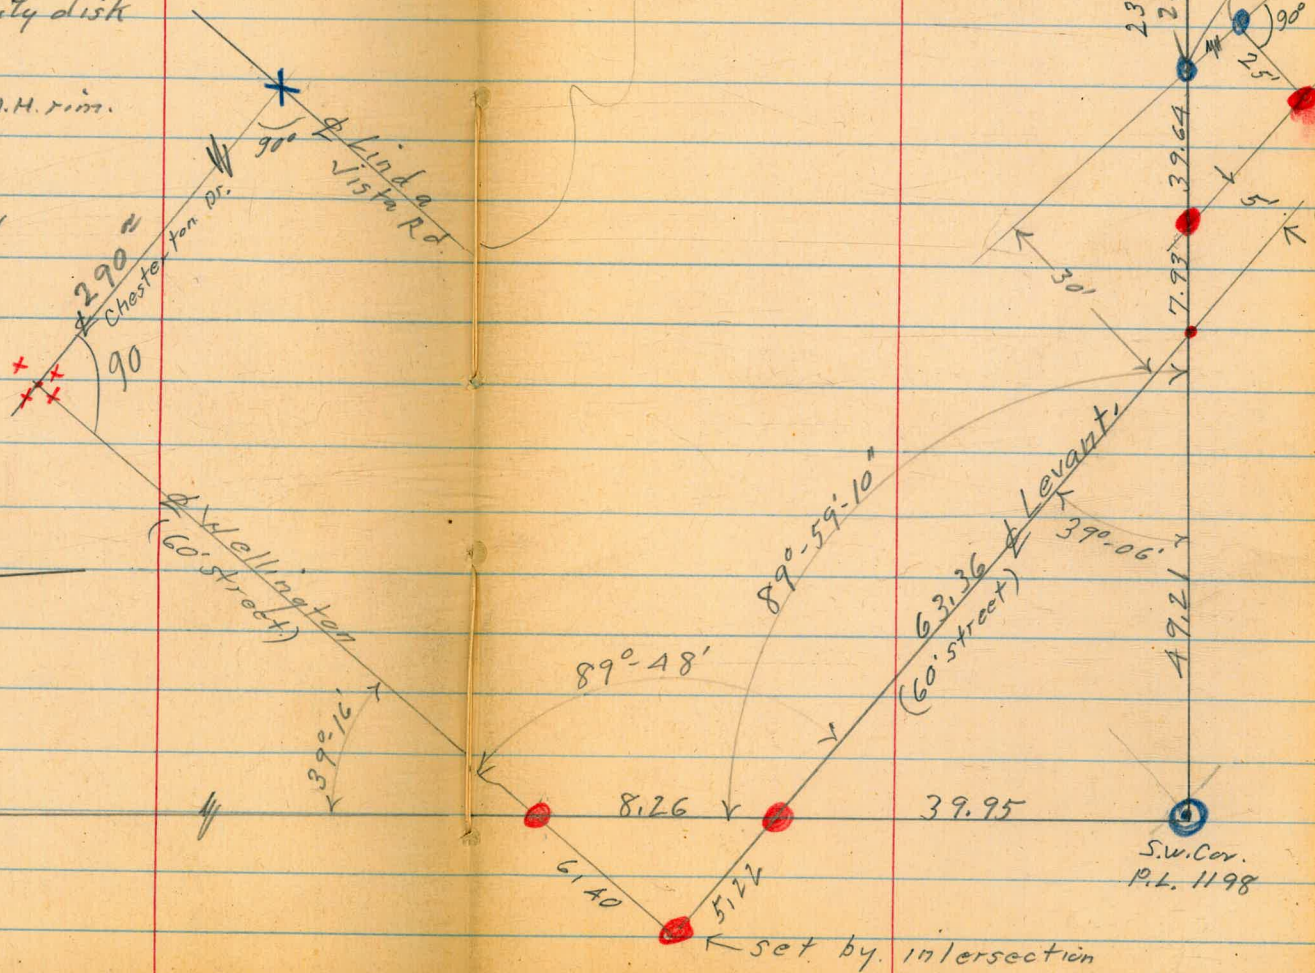 ity disk
M.H. rim.
90°
℄ Linda
Vista Rd.
290'±
℄ Chesterton Dr.
90
℄ Wellington
(60' street)
39°-16'
89°-48'
8.26
6.40
5.22
set by intersection
39.95
S.W. Cor.
P.L. 1198
63.36 ℄ Levant.
(60' street)
89°-59'-10"
39°-06'
49.21
7.93
39.64
30'
5'
25'
90°
23
2